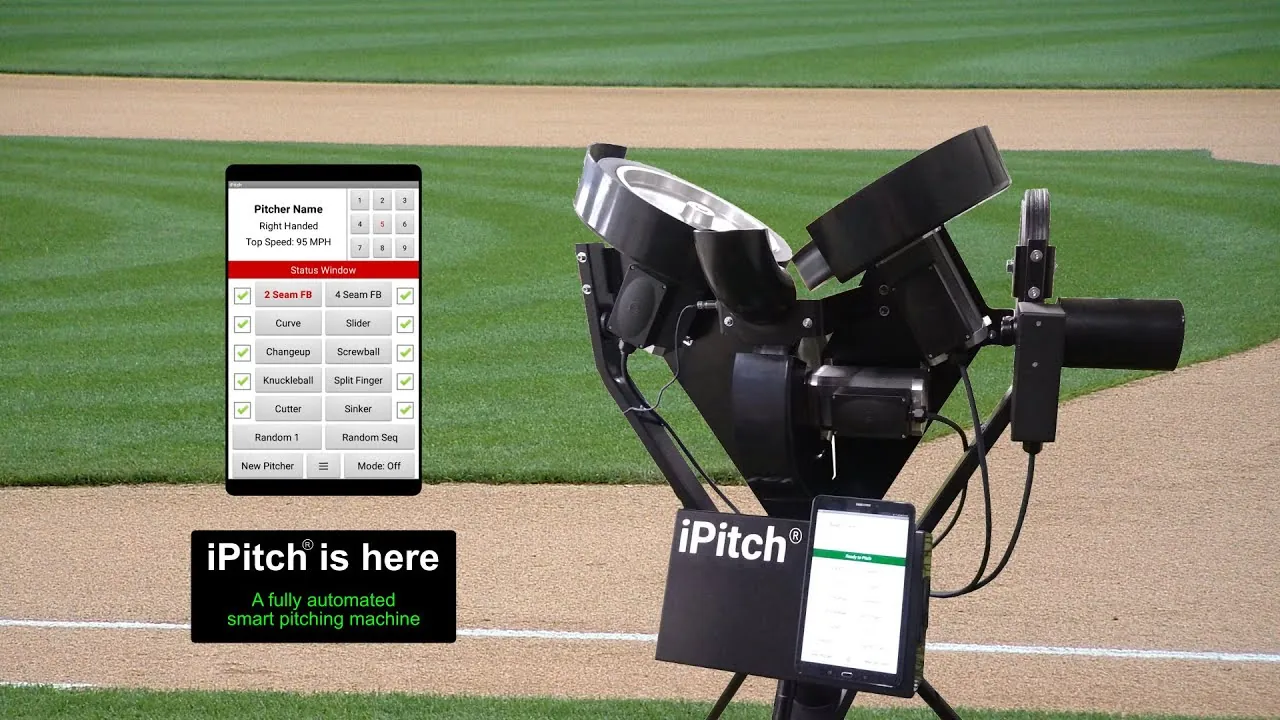 iPitch
Pitcher Name
Right Handed
Top Speed: 95 MPH
1 2 3
4 5 6
7 8 9
Status Window
2 Seam FB 4 Seam FB
Curve Slider
Changeup Screwball
Knuckleball Split Finger
Cutter Sinker
Random 1 Random Seq
New Pitcher Mode: Off
iPitch® is here
A fully automated
smart pitching machine
iPitch®
SAMSUNG
Ready to Pitch